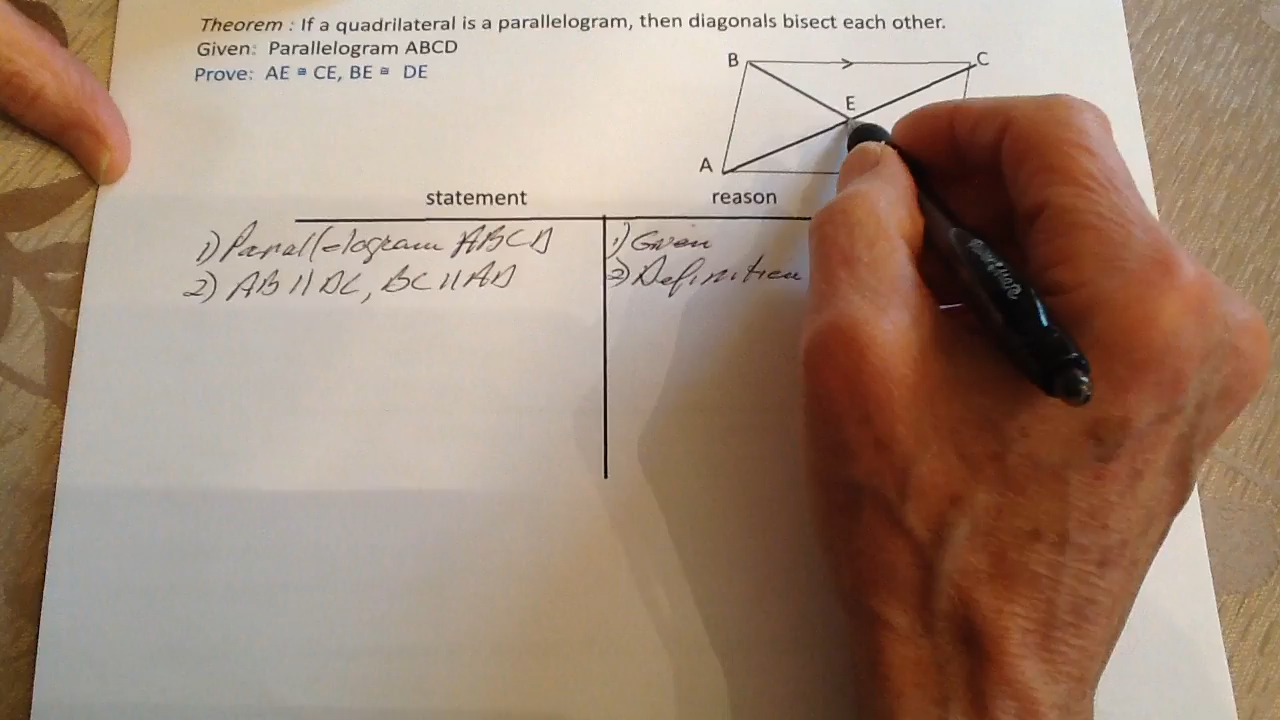 Theorem : If a quadrilateral is a parallelogram, then diagonals bisect each other.
Given: Parallelogram ABCD
Prove: AE ≅ CE, BE ≅ DE
B
C
E
A
statement
reason
1) Parallelogram ABCD
1) Given
2) AB || DC, BC || AD
2) Definition